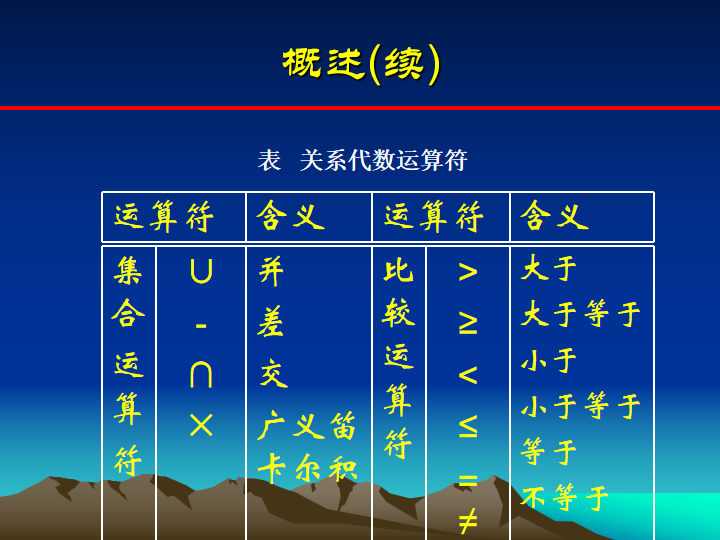 概述(续)
表 关系代数运算符
运算符 含义 运算符 含义
集合运算符
∪ 并
- 差
∩ 交
× 广义笛卡尔积
比较运算符
> 大于
≥ 大于等于
< 小于
≤ 小于等于
= 等于
≠ 不等于